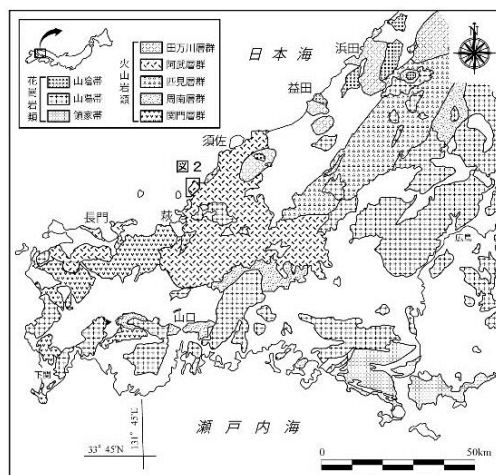 日本海
浜田
益田
須佐
図2
萩
長門
山口
下関
広島
瀬戸内海
花崗岩類
山陰帯
山陽帯
領家帯
火山岩類
田万川層群
阿武層群
匹見層群
周南層群
関門層群
33°45'N
131°45'E
0
50km